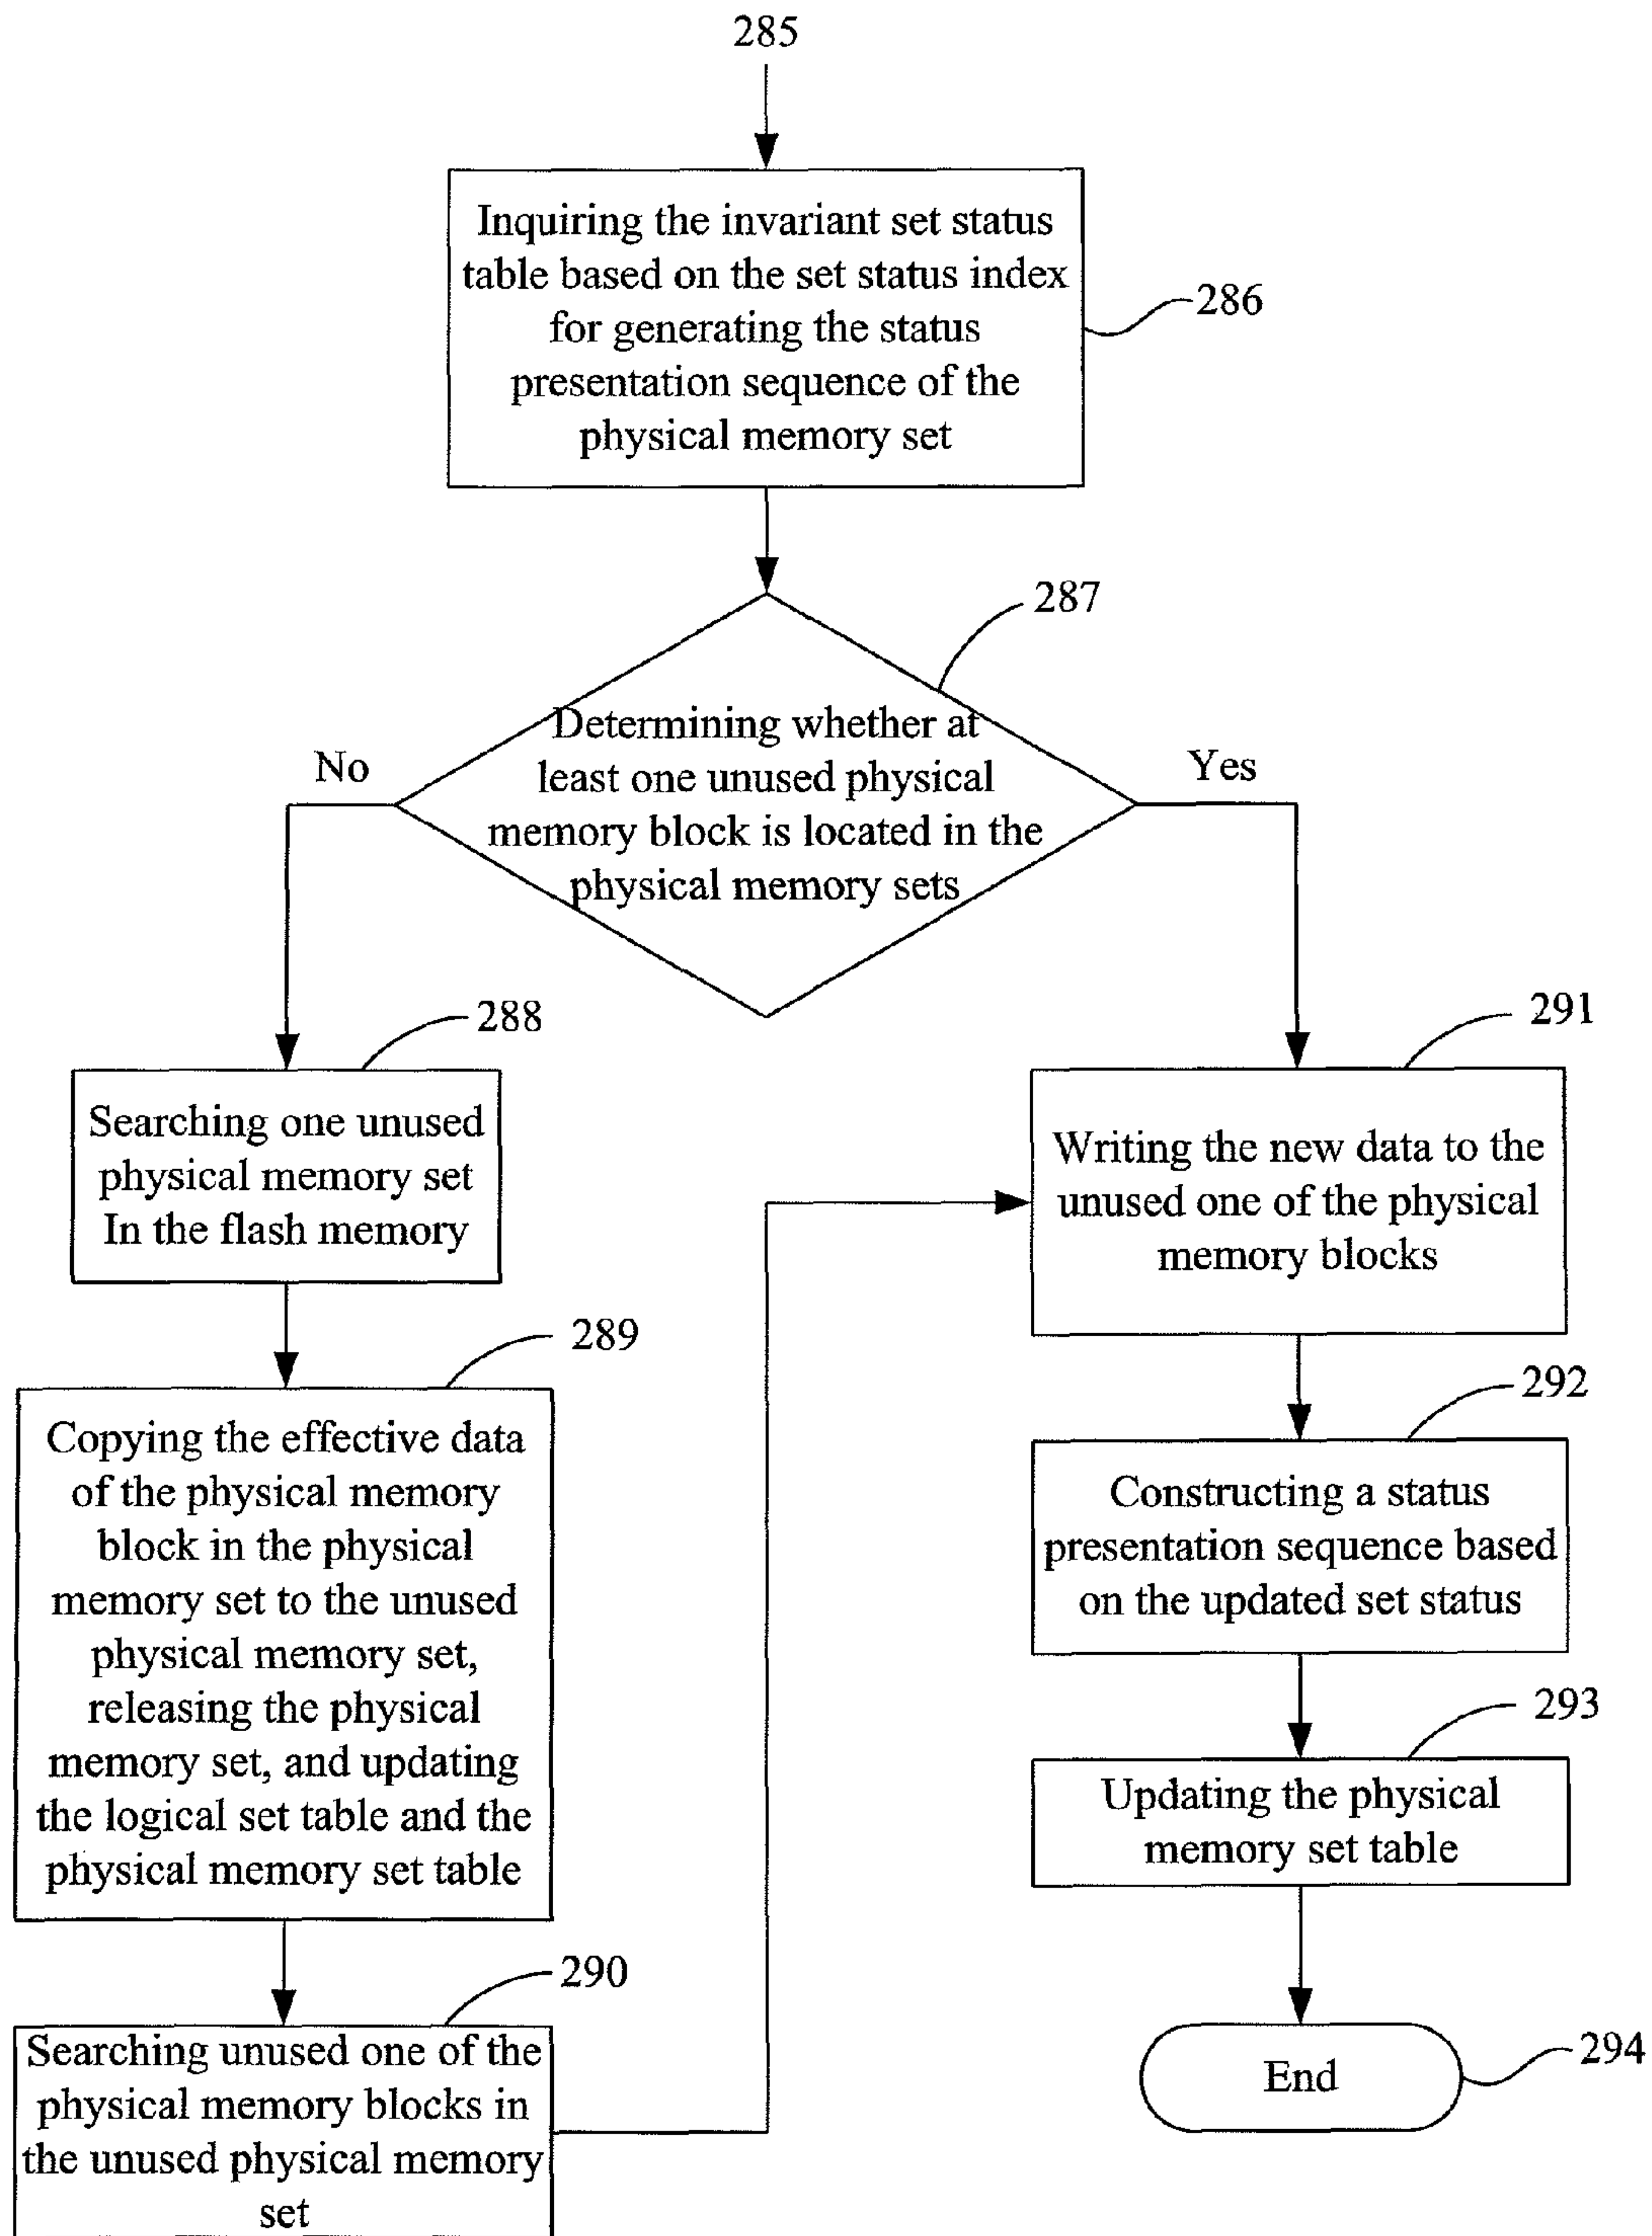 285
Inquiring the invariant set status
table based on the set status index
for generating the status
presentation sequence of the
physical memory set
286
287
Determining whether at
least one unused physical
memory block is located in the
physical memory sets
No
Yes
288
Searching one unused
physical memory set
In the flash memory
289
Copying the effective data
of the physical memory
block in the physical
memory set to the unused
physical memory set,
releasing the physical
memory set, and updating
the logical set table and the
physical memory set table
290
Searching unused one of the
physical memory blocks in
the unused physical memory
set
291
Writing the new data to the
unused one of the physical
memory blocks
292
Constructing a status
presentation sequence based
on the updated set status
293
Updating the physical
memory set table
End
294